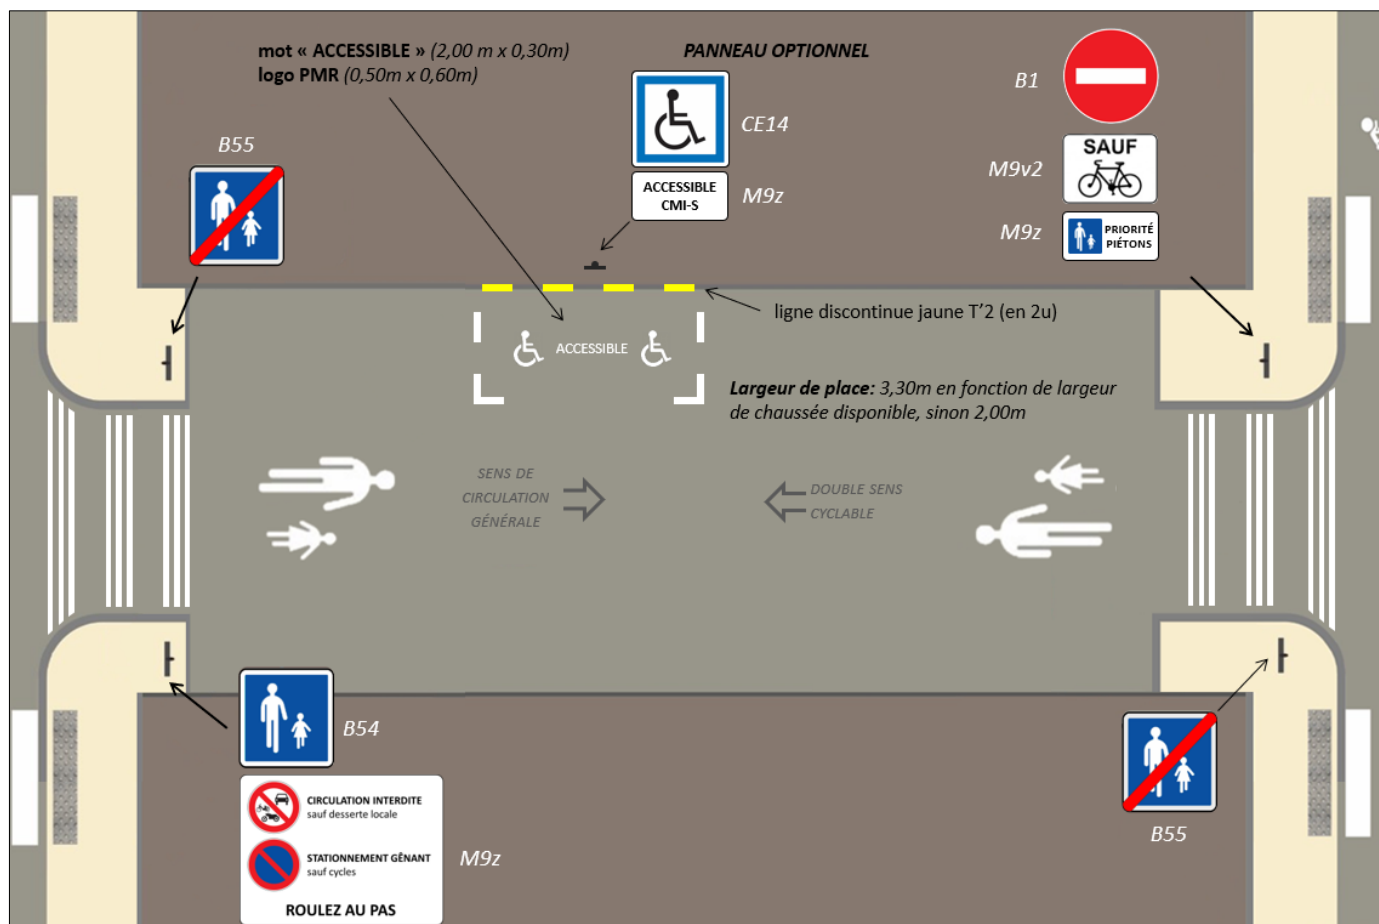 mot « ACCESSIBLE » (2,00 m x 0,30m)
logo PMR (0,50m x 0,60m)
PANNEAU OPTIONNEL
B1
CE14
B55
SAUF
M9v2
ACCESSIBLE
CMI-S
M9z
M9z
PRIORITÉ
PIÉTONS
ligne discontinue jaune T’2 (en 2u)
ACCESSIBLE
Largeur de place: 3,30m en fonction de largeur
de chaussée disponible, sinon 2,00m
SENS DE
CIRCULATION
GÉNÉRALE
DOUBLE SENS
CYCLABLE
B54
CIRCULATION INTERDITE
sauf desserte locale
STATIONNEMENT GÊNANT
sauf cycles
ROULEZ AU PAS
M9z
B55